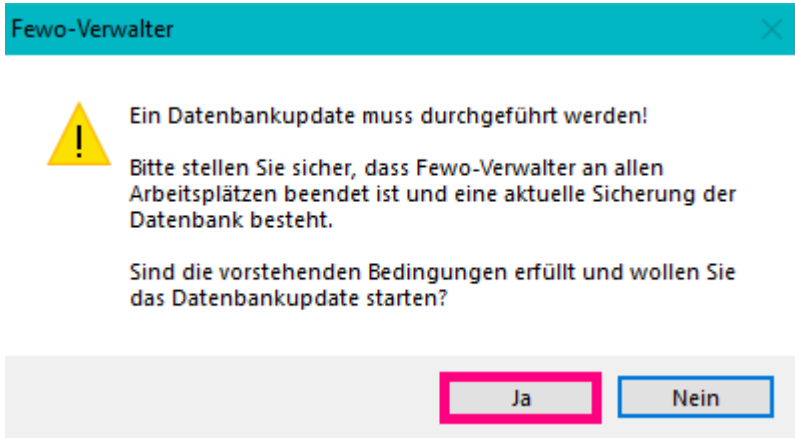 Fewo-Verwalter
Ein Datenbankupdate muss durchgeführt werden!
Bitte stellen Sie sicher, dass Fewo-Verwalter an allen
Arbeitsplätzen beendet ist und eine aktuelle Sicherung der
Datenbank besteht.
Sind die vorstehenden Bedingungen erfüllt und wollen Sie
das Datenbankupdate starten?
Ja
Nein